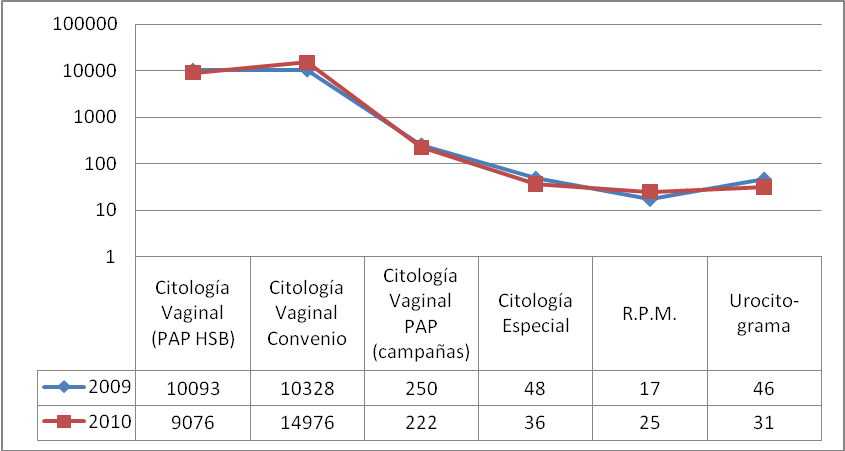 100000
10000
1000
100
10
1
Citología
Vaginal
(PAP HSB)
Citología
Vaginal
Convenio
Citología
Vaginal
PAP
(campañas)
Citología
Especial
R.P.M.
Urocito-
grama
2009 10093 10328 250 48 17 46
2010 9076 14976 222 36 25 31